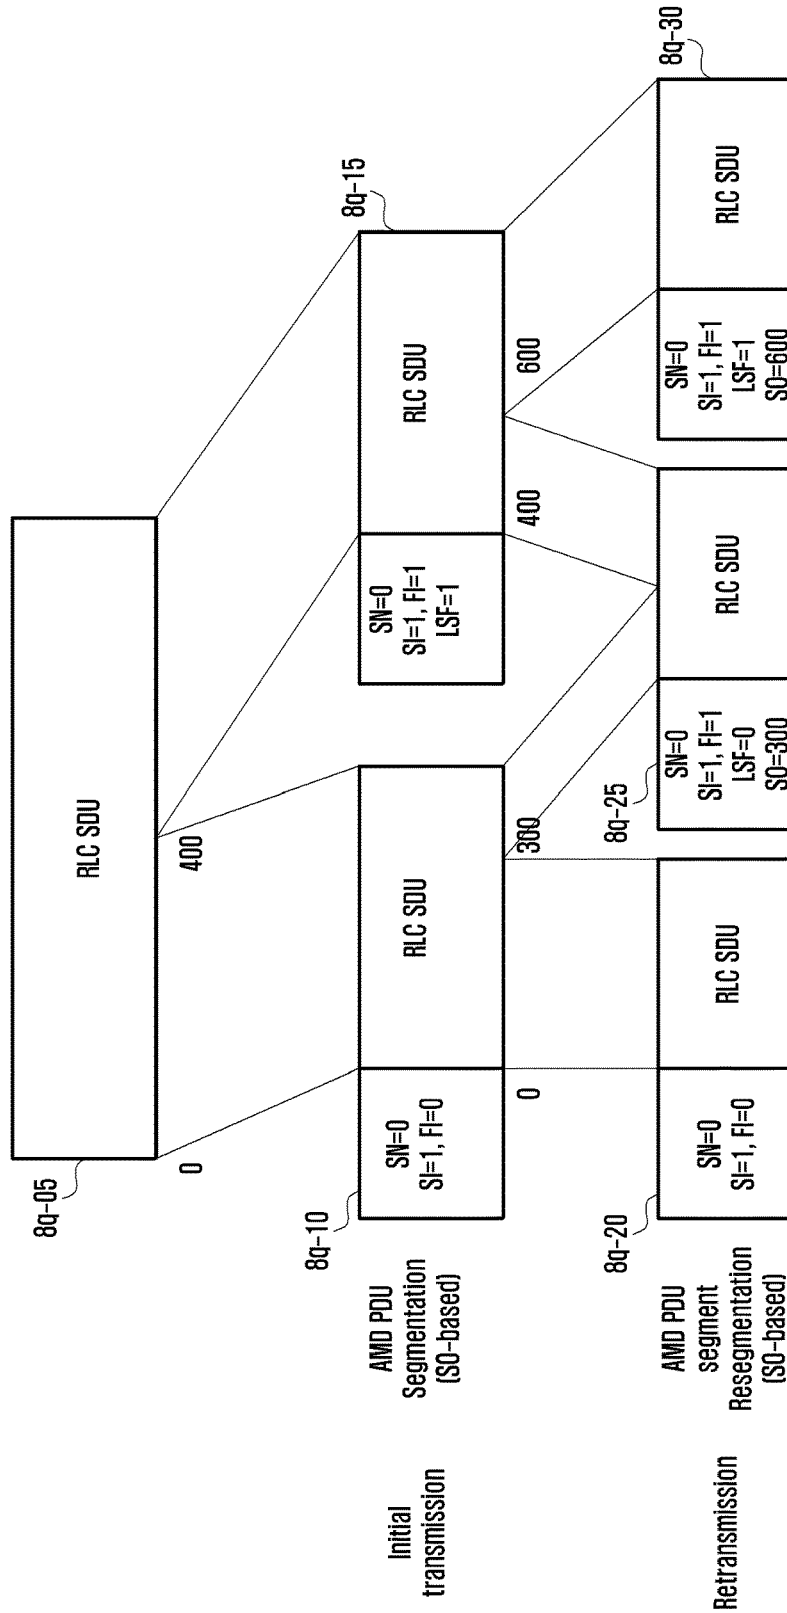 8q-05
RLC SDU
0
400
Initial
transmission
AMD PDU
Segmentation
(SO-based)
8q-10
SN=0
SI=1, FI=0
RLC SDU
8q-15
SN=0
SI=1, FI=1
LSF=1
RLC SDU
0
300
400
600
Retransmission
AMD PDU
segment
Resegmentation
(SO-based)
8q-20
SN=0
SI=1, FI=0
RLC SDU
8q-25
SN=0
SI=1, FI=1
LSF=0
SO=300
RLC SDU
8q-30
SN=0
SI=1, FI=1
LSF=1
SO=600
RLC SDU